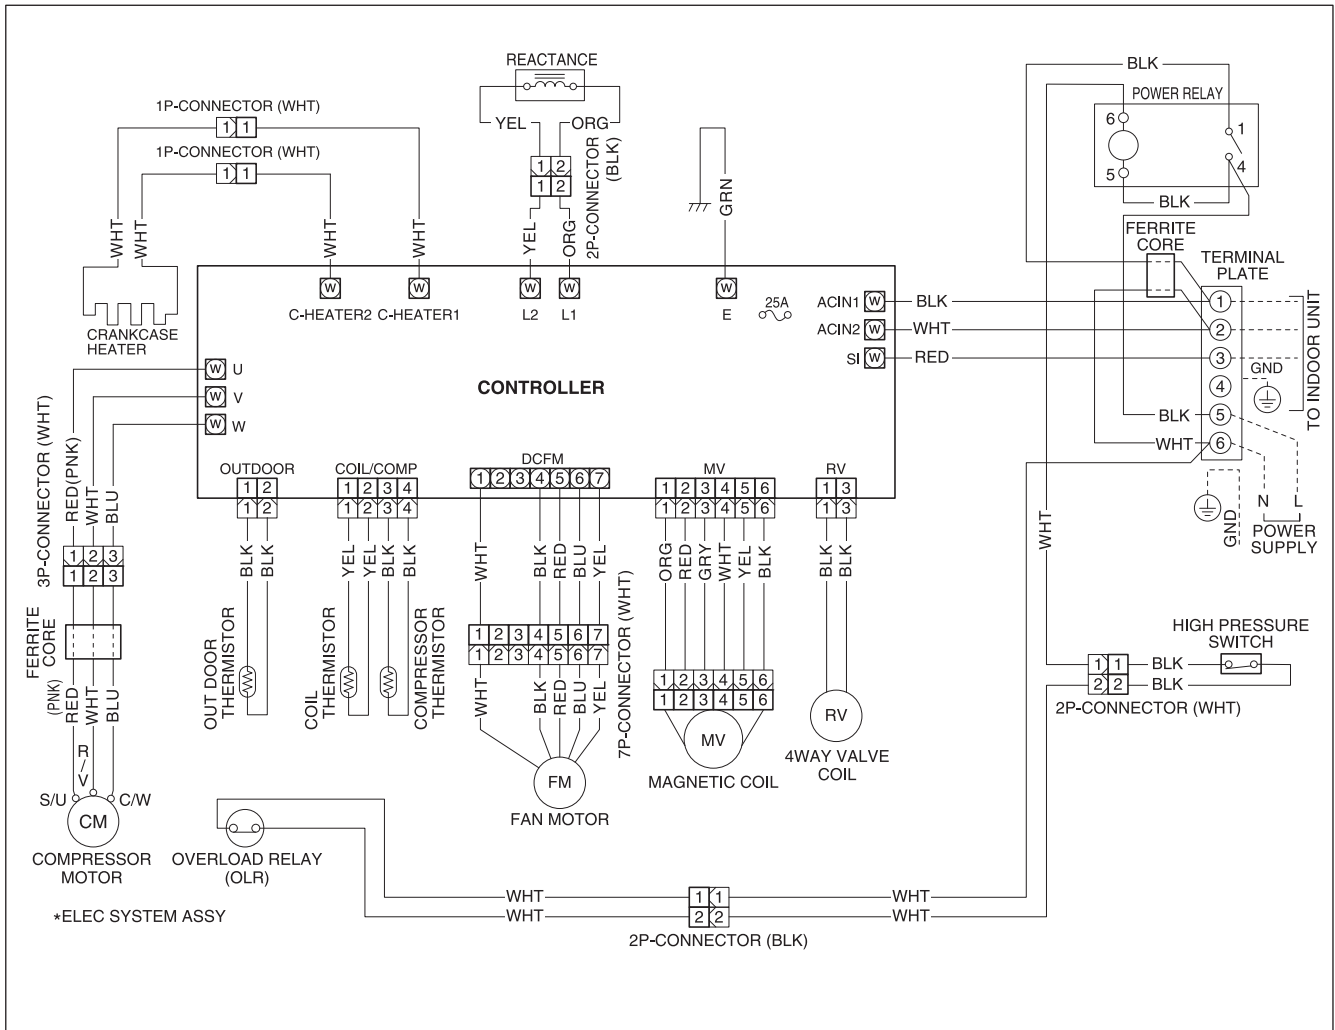 REACTANCE
1P-CONNECTOR (WHT)
1 1
1P-CONNECTOR (WHT)
1 1
YEL
ORG
1 2
1 2
2P-CONNECTOR (BLK)
BLK
POWER RELAY
6
1
5
4
BLK
FERRITE CORE
TERMINAL PLATE
WHT
WHT
WHT
WHT
YEL
ORG
GRN
CRANKCASE HEATER
W
W
W
W
W
C-HEATER2
C-HEATER1
L2
L1
E
25A
ACIN1
W
BLK
1
ACIN2
W
WHT
2
SI
W
RED
3
GND
4
BLK
5
WHT
6
TO INDOOR UNIT
CONTROLLER
W
U
W
V
W
W
3P-CONNECTOR (WHT)
RED(PNK)
WHT
BLU
1 2 3
1 2 3
FERRITE CORE
(PNK)
RED
WHT
BLU
R/V
S/U
C/W
CM
COMPRESSOR MOTOR
OUTDOOR
1 2
1 2
BLK
BLK
OUT DOOR THERMISTOR
COIL/COMP
1 2 3 4
1 2 3 4
YEL
YEL
BLK
BLK
COIL THERMISTOR
COMPRESSOR THERMISTOR
DCFM
1 2 3 4 5 6 7
WHT
BLK
RED
BLU
YEL
1 2 3 4 5 6 7
1 2 3 4 5 6 7
7P-CONNECTOR (WHT)
WHT
BLK
RED
BLU
YEL
FM
FAN MOTOR
MV
1 2 3 4 5 6
1 2 3 4 5 6
ORG
RED
GRY
WHT
YEL
BLK
1 2 3 4 5 6
1 2 3 4 5 6
MV
MAGNETIC COIL
RV
1 3
1 3
BLK
BLK
RV
4WAY VALVE COIL
WHT
GND
N
L
POWER SUPPLY
HIGH PRESSURE SWITCH
1 1
BLK
2 2
BLK
2P-CONNECTOR (WHT)
OVERLOAD RELAY (OLR)
WHT
1 1
WHT
WHT
2 2
WHT
2P-CONNECTOR (BLK)
*ELEC SYSTEM ASSY